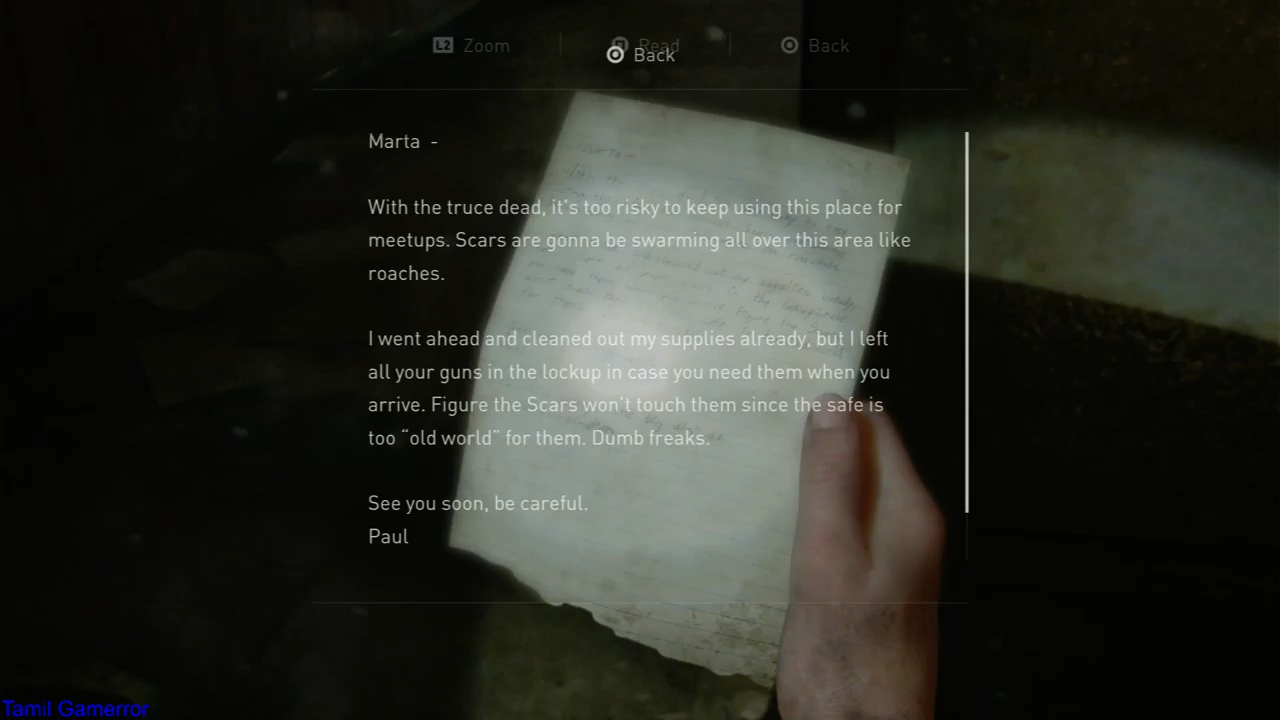 L2 Zoom
Read
Back
Back
Marta -
With the truce dead, it's too risky to keep using this place for
meetups. Scars are gonna be swarming all over this area like
roaches.
I went ahead and cleaned out my supplies already, but I left
all your guns in the lockup in case you need them when you
arrive. Figure the Scars won't touch them since the safe is
too “old world” for them. Dumb freaks.
See you soon, be careful.
Paul
Tamil Gamerror